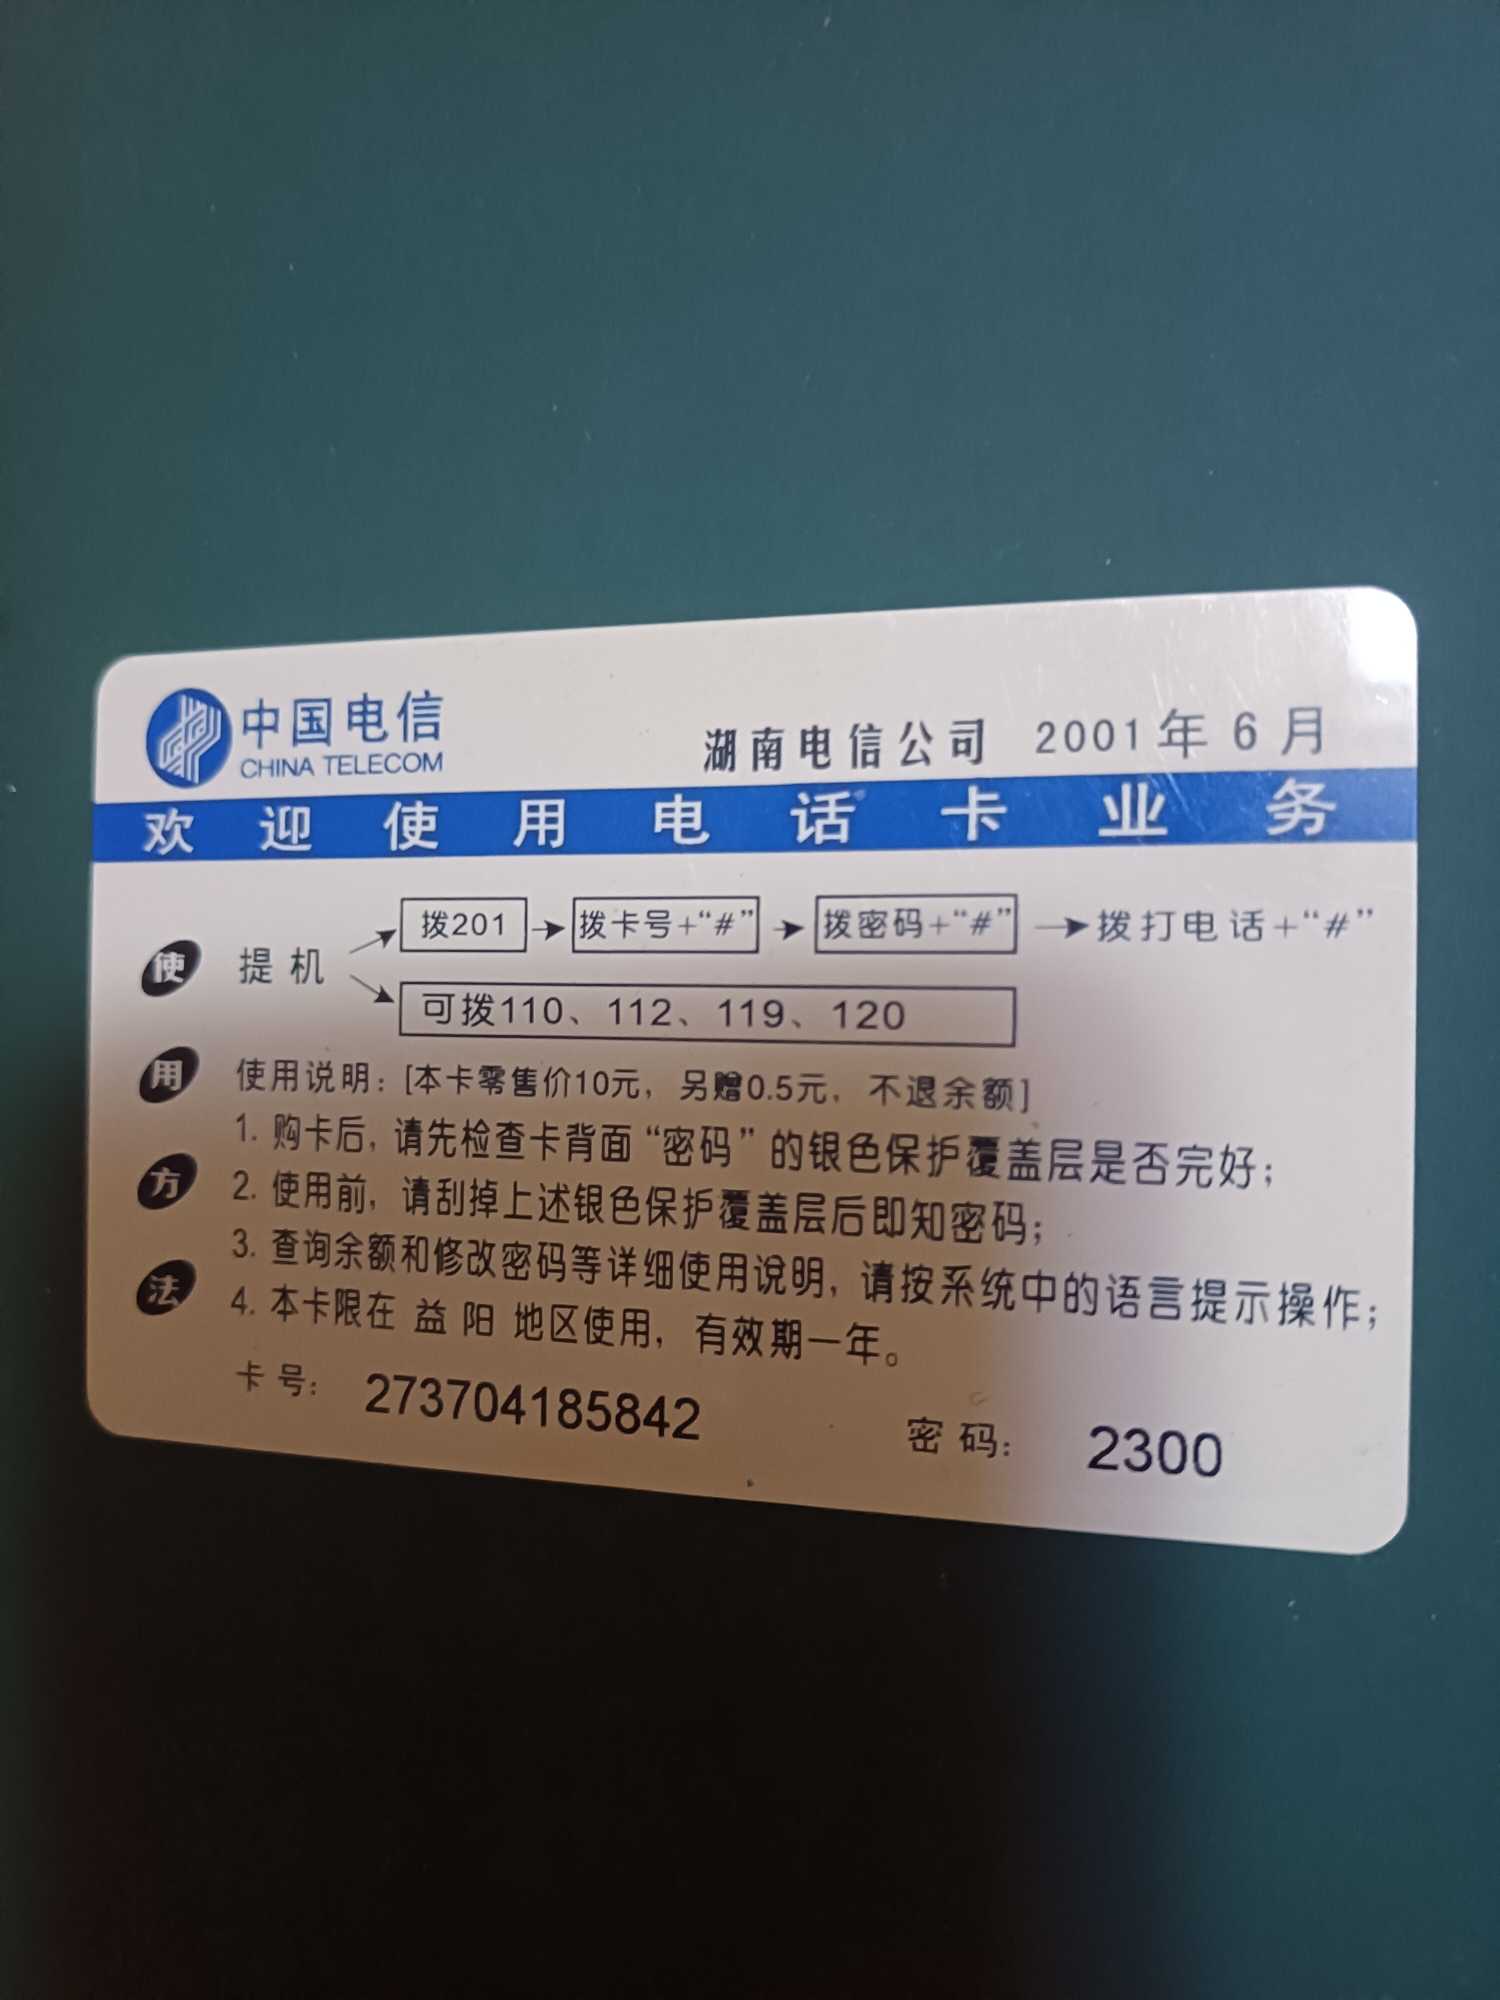 中国电信
CHINA TELECOM
湖南电信公司 2001年6月
欢迎使用电话卡业务
使用方法
提机
拨201 → 拨卡号+“#” → 拨密码+“#” → 拨打电话+“#”
可拨110、112、119、120
使用说明：[本卡零售价10元，另赠0.5元，不退余额]
1. 购卡后，请先检查卡背面“密码”的银色保护覆盖层是否完好；
2. 使用前，请刮掉上述银色保护覆盖层后即知密码；
3. 查询余额和修改密码等详细使用说明，请按系统中的语言提示操作；
4. 本卡限在 益阳 地区使用，有效期一年。
卡号： 273704185842 密码： 2300